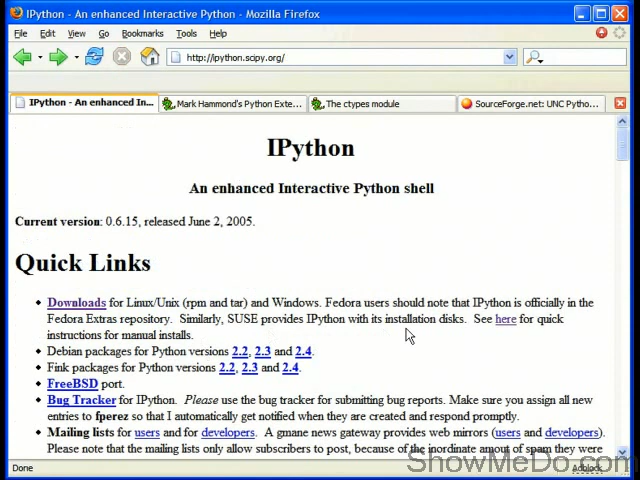 IPython - An enhanced Interactive Python - Mozilla Firefox
File Edit View Go Bookmarks Tools Help
http://ipython.scipy.org/
IPython - An enhanced In... Mark Hammond's Python Exte... The ctypes module SourceForge.net: UNC Pytho...
IPython
An enhanced Interactive Python shell
Current version: 0.6.15, released June 2, 2005.
Quick Links
Downloads for Linux/Unix (rpm and tar) and Windows. Fedora users should note that IPython is officially in the
Fedora Extras repository. Similarly, SUSE provides IPython with its installation disks. See here for quick
instructions for manual installs.
Debian packages for Python versions 2.2, 2.3 and 2.4.
Fink packages for Python versions 2.2, 2.3 and 2.4.
FreeBSD port.
Bug Tracker for IPython. Please use the bug tracker for submitting bug reports. Make sure you assign all new
entries to fperez so that I automatically get notified when they are created and respond promptly.
Mailing lists for users and for developers. A gmane news gateway provides web mirrors (users and developers).
Please note that the mailing lists only allow subscribers to post, because of the inordinate amout of spam they were
Done Adblock
ShowMeDo.com